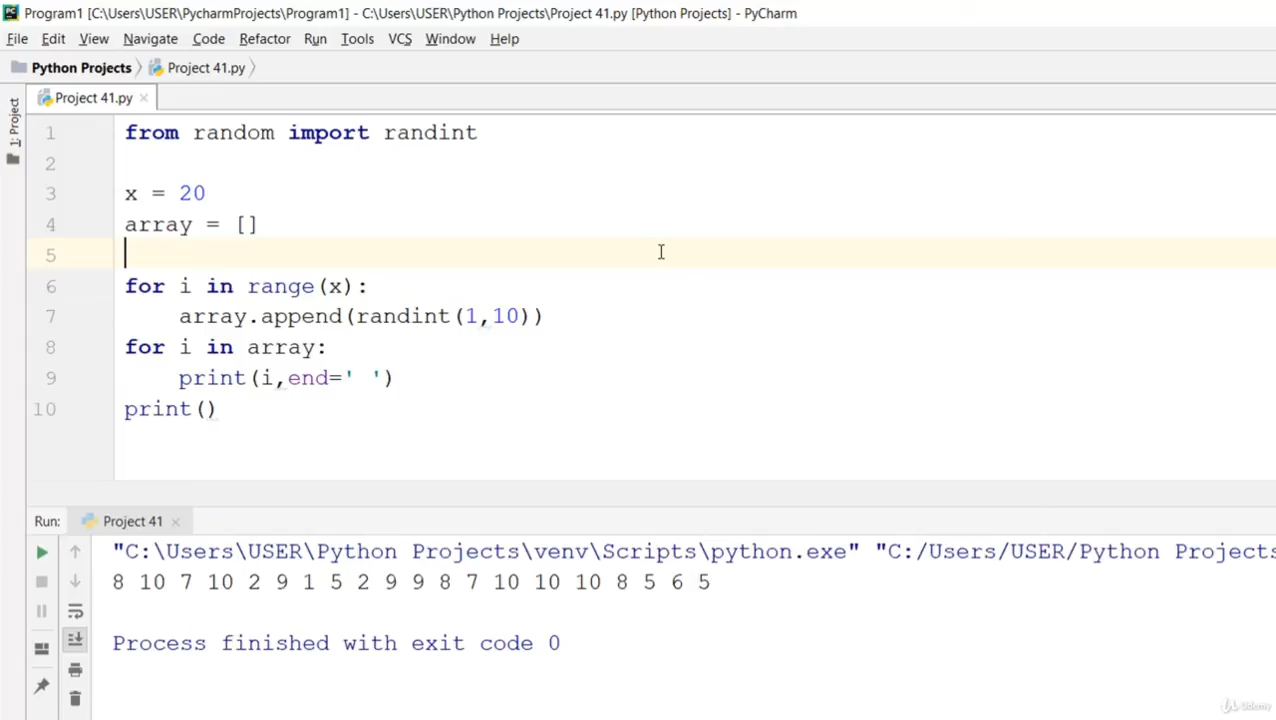 Program1 [C:\Users\USER\PycharmProjects\Program1] - C:\Users\USER\Python Projects\Project 41.py [Python Projects] - PyCharm
File Edit View Navigate Code Refactor Run Tools VCS Window Help
Python Projects Project 41.py
Project 41.py
1: Project
1 from random import randint
2
3 x = 20
4 array = []
5
6 for i in range(x):
7     array.append(randint(1,10))
8 for i in array:
9     print(i,end=' ')
10 print()
Run: Project 41
"C:\Users\USER\Python Projects\venv\Scripts\python.exe" "C:/Users/USER/Python Projects
8 10 7 10 2 9 1 5 2 9 9 8 7 10 10 10 8 5 6 5
Process finished with exit code 0
Udemy